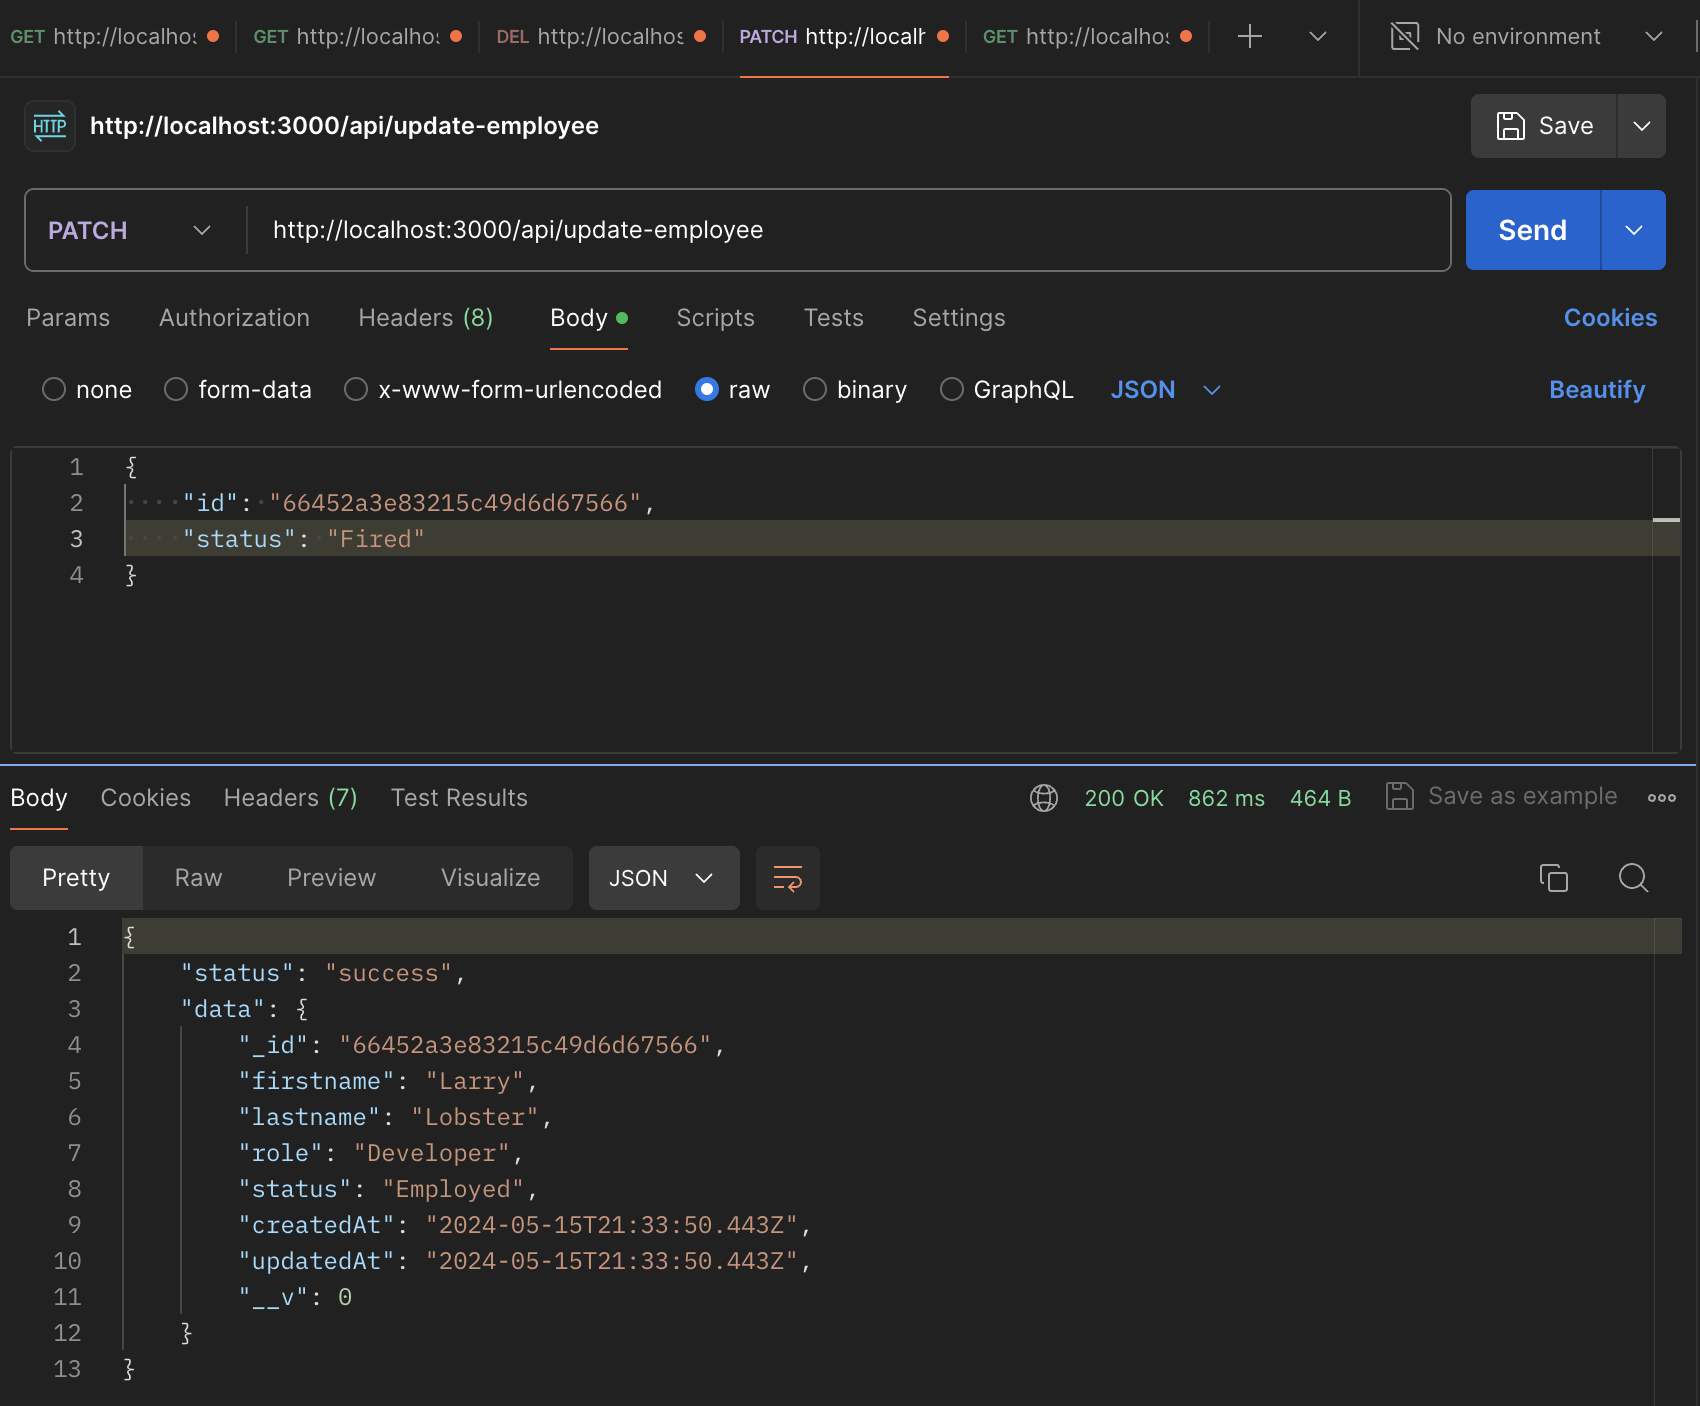 GET http://localhos GET http://localhos DEL http://localhos PATCH http://localh GET http://localhos No environment
HTTP http://localhost:3000/api/update-employee Save
PATCH http://localhost:3000/api/update-employee Send
Params Authorization Headers (8) Body Scripts Tests Settings Cookies
none form-data x-www-form-urlencoded raw binary GraphQL JSON Beautify
1 {
2 "id": "66452a3e83215c49d6d67566",
3 "status": "Fired"
4 }
Body Cookies Headers (7) Test Results 200 OK 862 ms 464 B Save as example
Pretty Raw Preview Visualize JSON
1 {
2 "status": "success",
3 "data": {
4 "_id": "66452a3e83215c49d6d67566",
5 "firstname": "Larry",
6 "lastname": "Lobster",
7 "role": "Developer",
8 "status": "Employed",
9 "createdAt": "2024-05-15T21:33:50.443Z",
10 "updatedAt": "2024-05-15T21:33:50.443Z",
11 "__v": 0
12 }
13 }